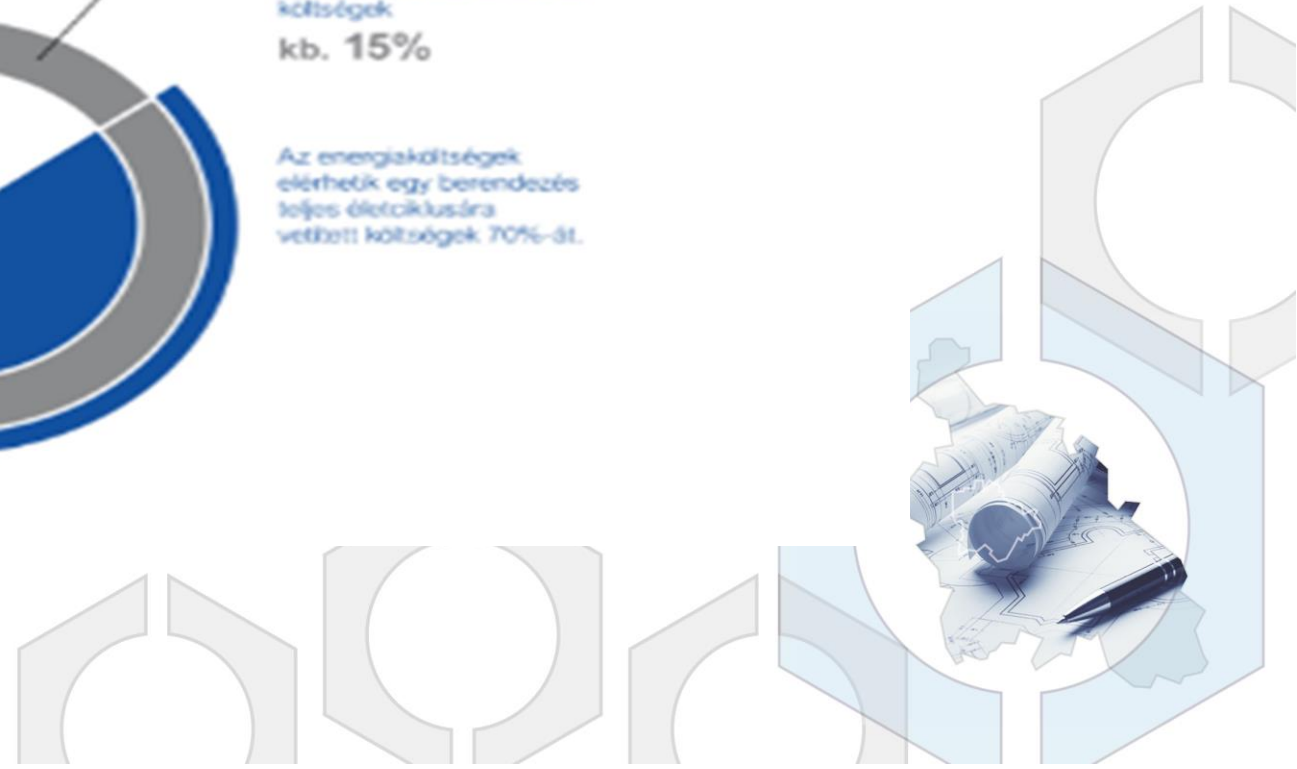 költségek
kb. 15%
Az energiaköltségek
elérhetik egy berendezés
teljes életciklusára
vetített költségek 70%-át.